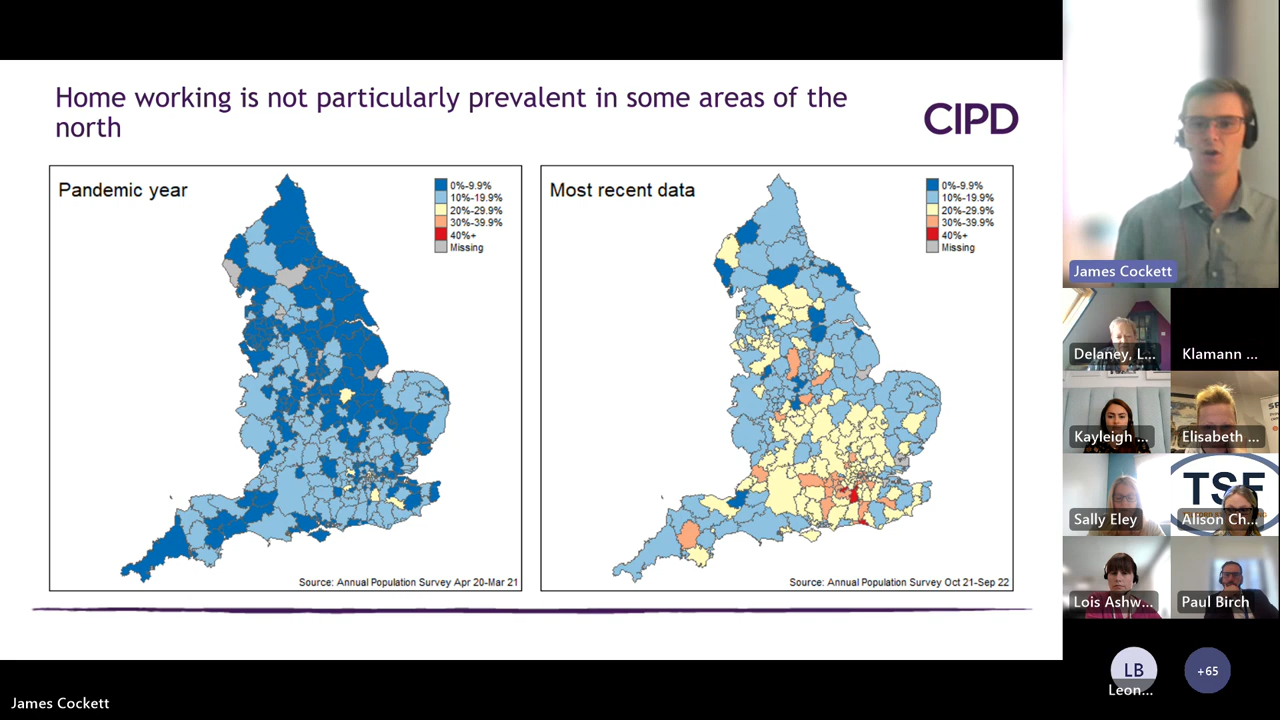 Home working is not particularly prevalent in some areas of the
north
CIPD
Pandemic year
0%-9.9%
10%-19.9%
20%-29.9%
30%-39.9%
40%+
Missing
Source: Annual Population Survey Apr 20-Mar 21
Most recent data
0%-9.9%
10%-19.9%
20%-29.9%
30%-39.9%
40%+
Missing
Source: Annual Population Survey Oct 21-Sep 22
James Cockett
Delaney, L...
Klamann ...
Kayleigh ...
Elisabeth ...
Sally Eley
TSF
Alison Ch...
Lois Ashw...
Paul Birch
LB
Leon...
+65
James Cockett